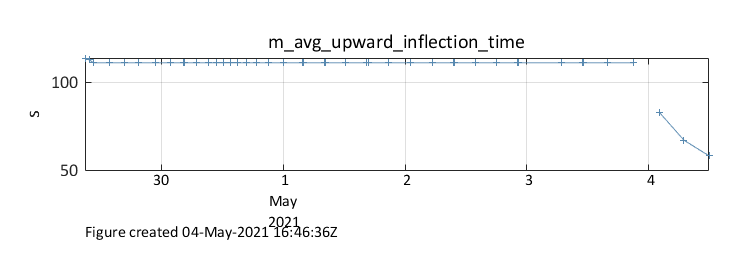 m_avg_upward_inflection_time
100
s
50
30 1 2 3 4
May
2021
Figure created 04-May-2021 16:46:36Z